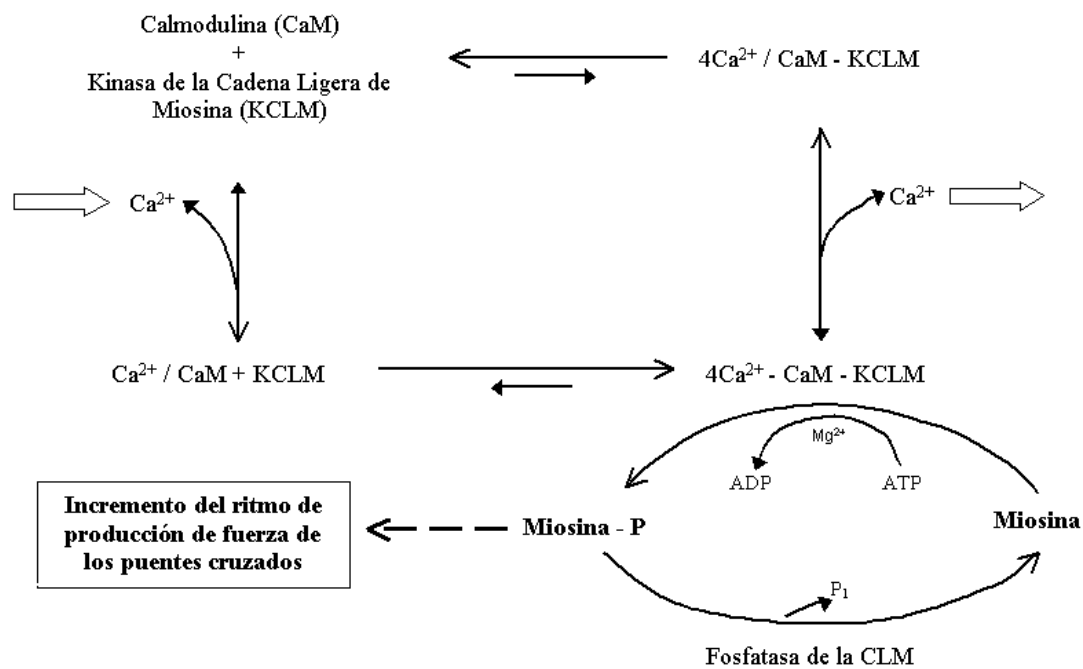 Calmodulina (CaM)
+
Kinasa de la Cadena Ligera de
Miosina (KCLM)
4Ca²⁺ / CaM - KCLM
Ca²⁺
Ca²⁺
Ca²⁺ / CaM + KCLM
4Ca²⁺ - CaM - KCLM
Mg²⁺
ADP
ATP
Incremento del ritmo de
producción de fuerza de
los puentes cruzados
Miosina - P
Miosina
P₁
Fosfatasa de la CLM